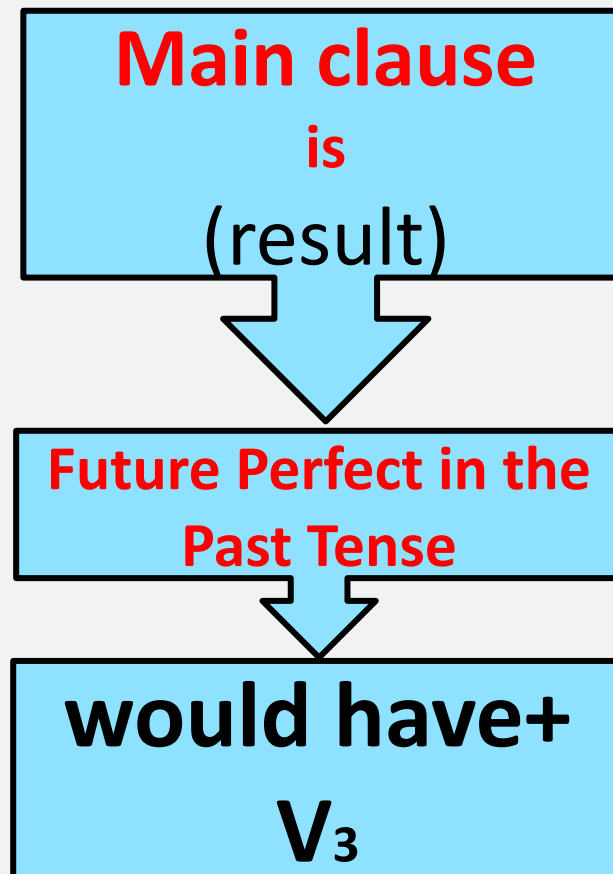 Main clause
is
(result)
Future Perfect in the
Past Tense
would have+
V₃